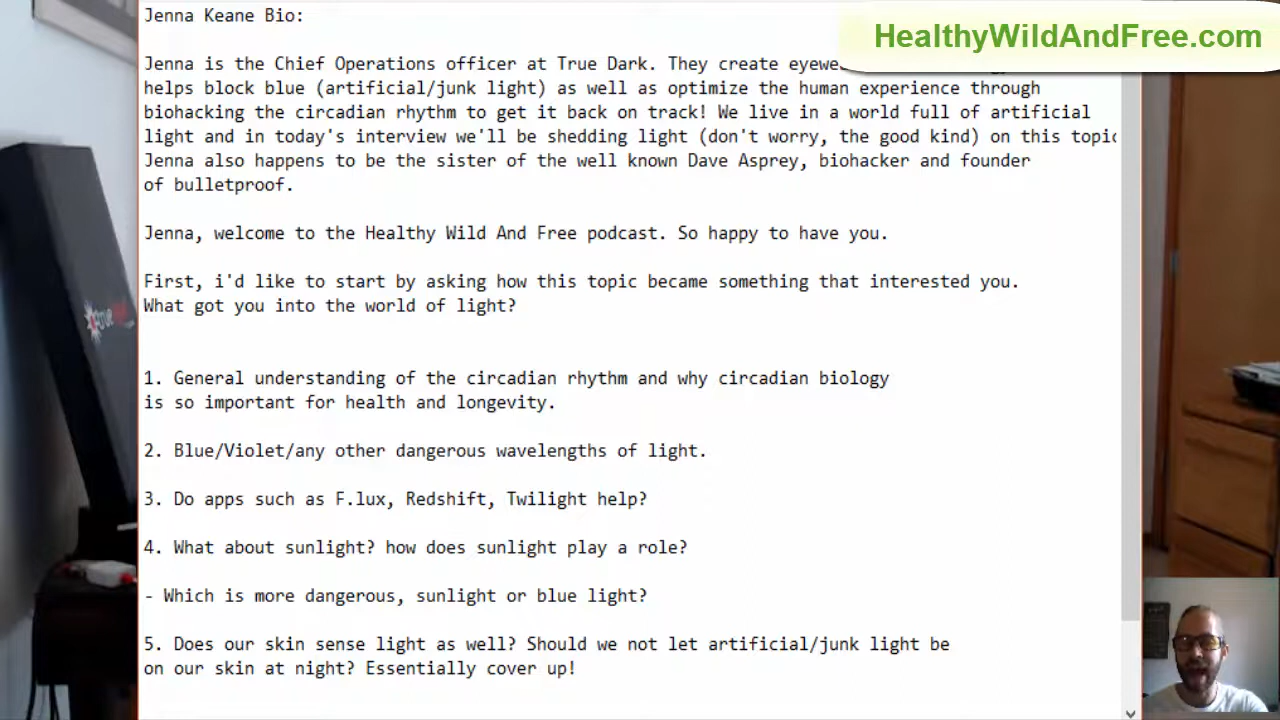 Jenna Keane Bio:
HealthyWildAndFree.com
Jenna is the Chief Operations officer at True Dark. They create
helps block blue (artificial/junk light) as well as optimize the human experience through
biohacking the circadian rhythm to get it back on track! We live in a world full of artificial
light and in today's interview we'll be shedding light (don't worry, the good kind) on this topic
Jenna also happens to be the sister of the well known Dave Asprey, biohacker and founder
of bulletproof.
Jenna, welcome to the Healthy Wild And Free podcast. So happy to have you.
First, i'd like to start by asking how this topic became something that interested you.
What got you into the world of light?
1. General understanding of the circadian rhythm and why circadian biology
is so important for health and longevity.
2. Blue/Violet/any other dangerous wavelengths of light.
3. Do apps such as F.lux, Redshift, Twilight help?
4. What about sunlight? how does sunlight play a role?
- Which is more dangerous, sunlight or blue light?
5. Does our skin sense light as well? Should we not let artificial/junk light be
on our skin at night? Essentially cover up!